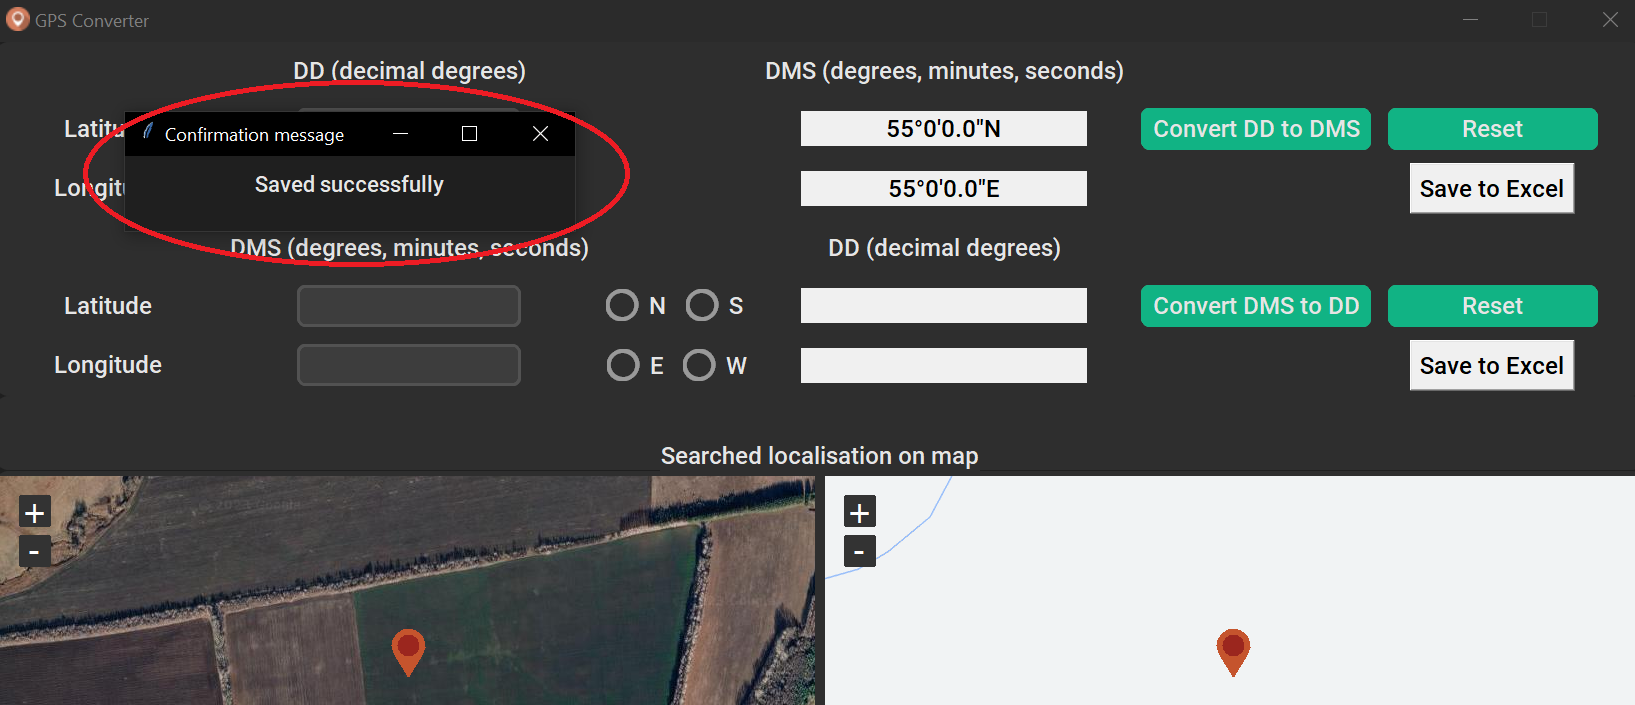 GPS Converter
DD (decimal degrees)
DMS (degrees, minutes, seconds)
Latitu
Confirmation message
55°0'0.0"N
Convert DD to DMS
Reset
Longitu
Saved successfully
55°0'0.0"E
Save to Excel
DMS (degrees, minutes, seconds)
DD (decimal degrees)
Latitude
N
S
Convert DMS to DD
Reset
Longitude
E
W
Save to Excel
Searched localisation on map
+
-
+
-